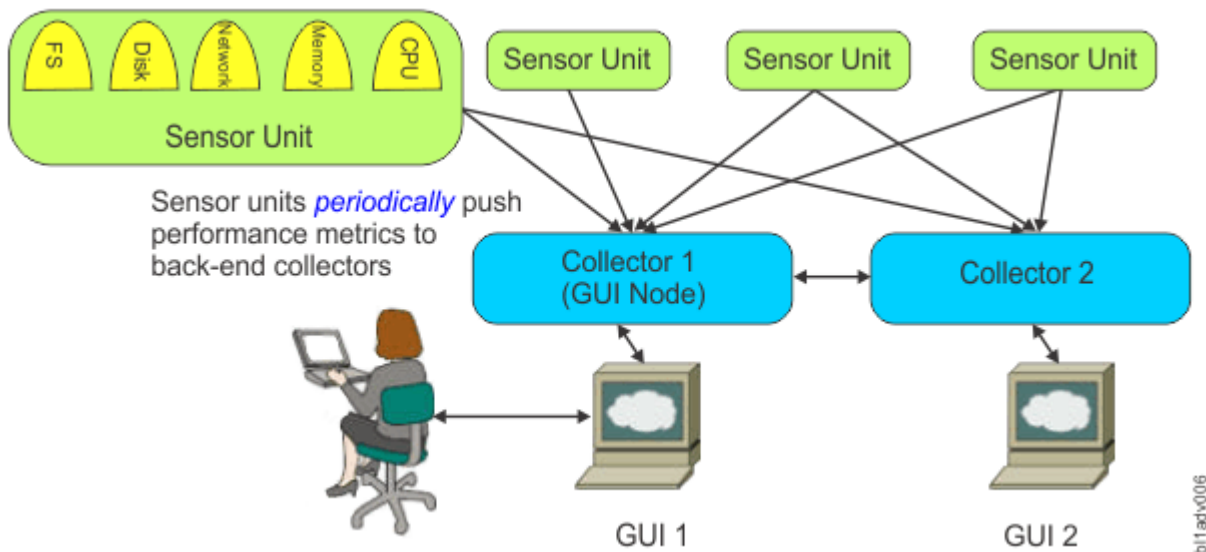 FS
Disk
Network
Memory
CPU
Sensor Unit
Sensor Unit
Sensor Unit
Sensor Unit
Sensor units periodically push
performance metrics to
back-end collectors
Collector 1
(GUI Node)
Collector 2
GUI 1
GUI 2
bl1adv006